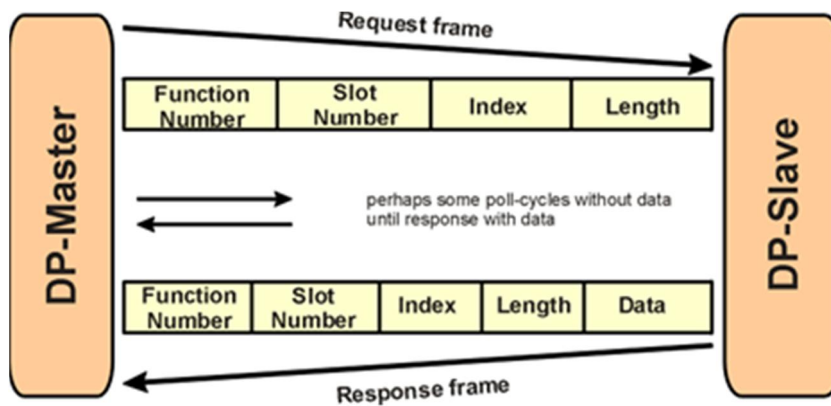 DP-Master
Request frame
Function
Number
Slot
Number
Index
Length
perhaps some poll-cycles without data
until response with data
Function
Number
Slot
Number
Index
Length
Data
Response frame
DP-Slave